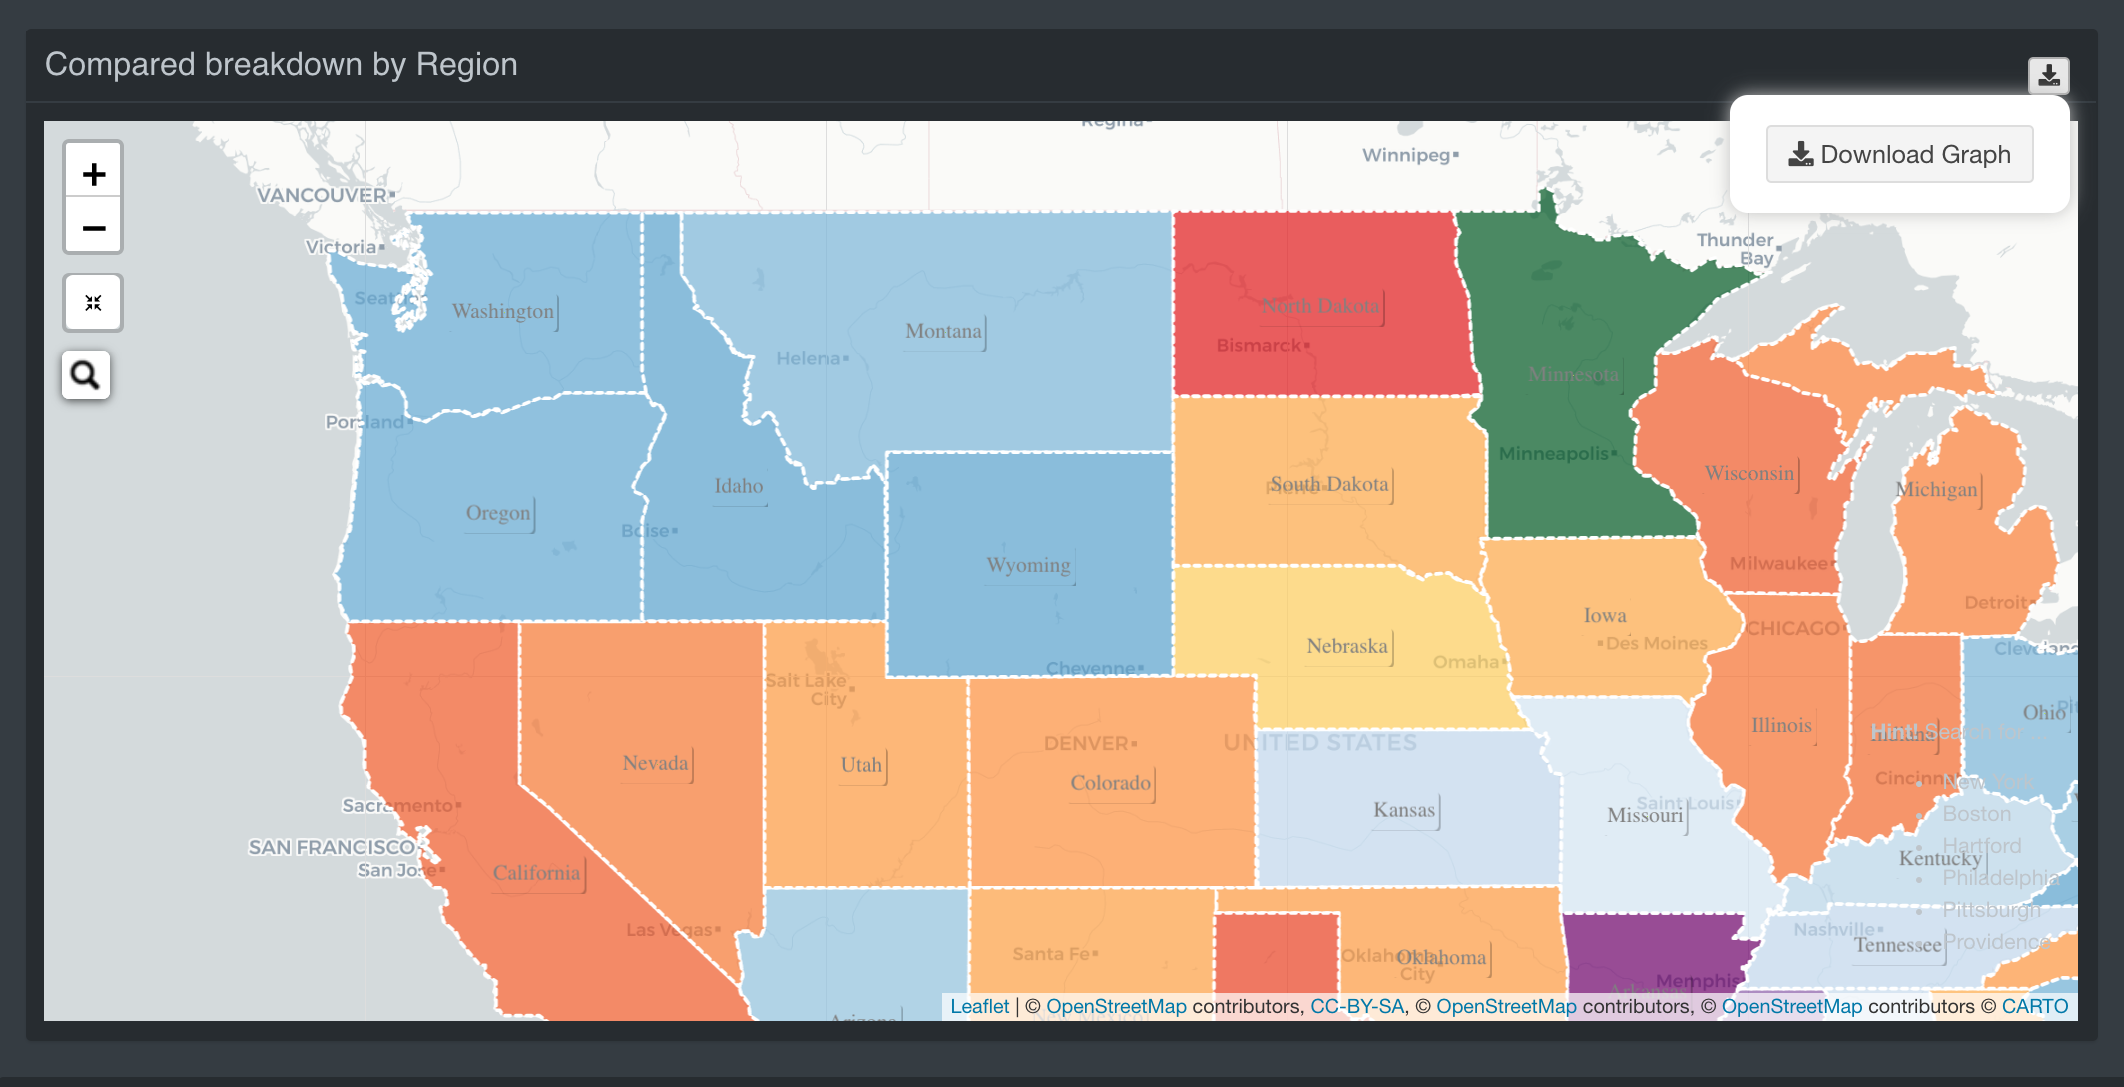 Compared breakdown by Region
Download Graph
Regina
Winnipeg
VANCOUVER
Thunder
Bay
Victoria
+
−
Washington
Montana
North Dakota
Bismarck
Helena
Minnesota
Portland
Minneapolis
Wisconsin
Idaho
South Dakota
Michigan
Oregon
Boise
Wyoming
Milwaukee
Detroit
Iowa
CHICAGO
Des Moines
Nebraska
Omaha
Cheyenne
Salt Lake
City
Ohio
Illinois
Hint! Search for ...
DENVER
UNITED STATES
Nevada
Utah
Colorado
New York
Sacramento
Saint Louis
Kansas
Missouri
Boston
SAN FRANCISCO
Hartford
San Jose
California
Kentucky
Philadelphia
Pittsburgh
Las Vegas
Nashville
Tennessee
Providence
Santa Fe
Oklahoma
City
Oklahoma
Memphis
Arkansas
Arizona
New Mexico
Leaflet | © OpenStreetMap contributors, CC-BY-SA, © OpenStreetMap contributors, © OpenStreetMap contributors © CARTO